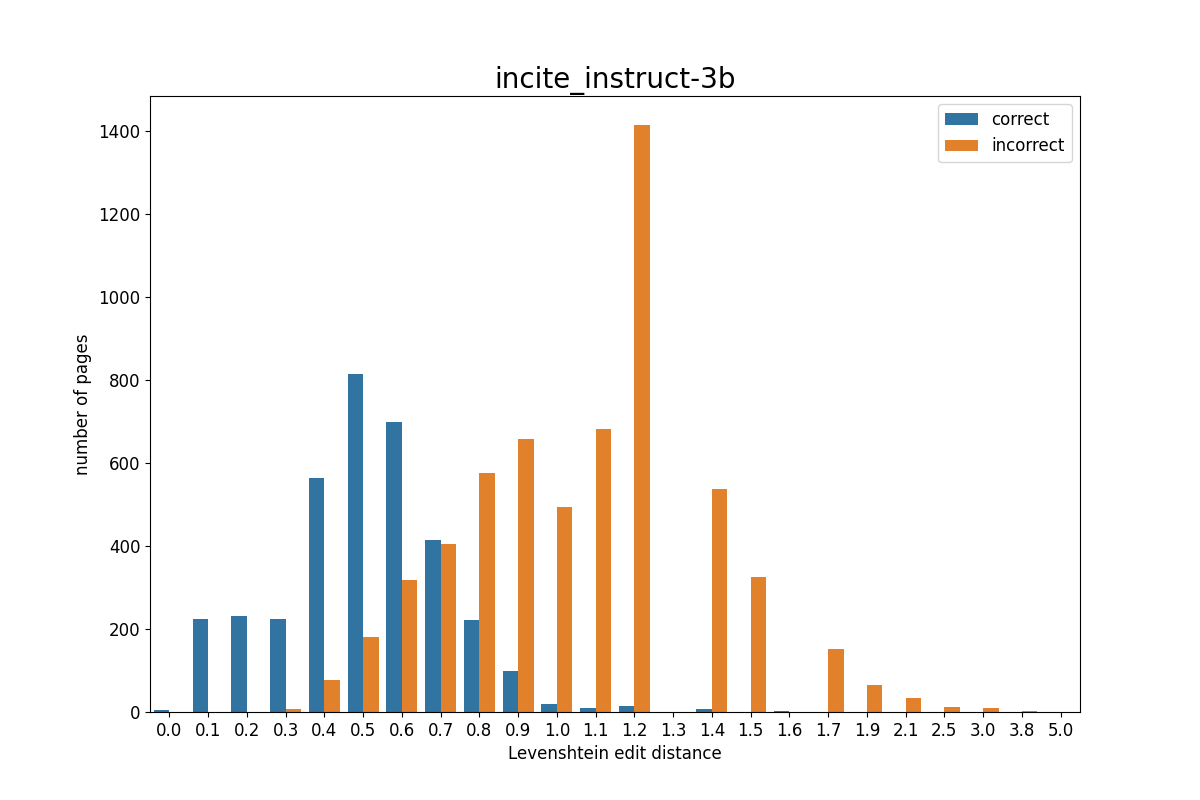 incite_instruct-3b
correct
incorrect
number of pages
1400
1200
1000
800
600
400
200
0
0.0 0.1 0.2 0.3 0.4 0.5 0.6 0.7 0.8 0.9 1.0 1.1 1.2 1.3 1.4 1.5 1.6 1.7 1.9 2.1 2.5 3.0 3.8 5.0
Levenshtein edit distance